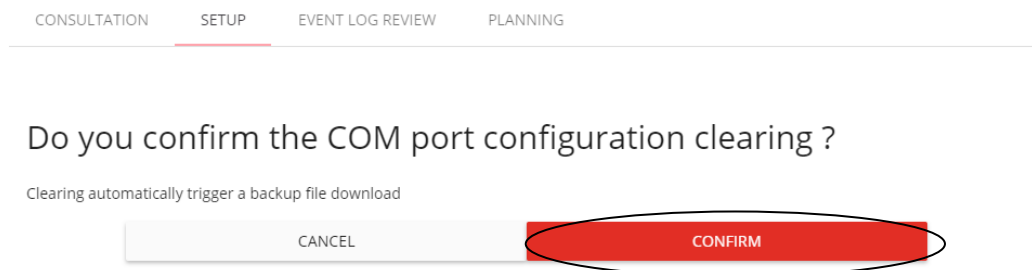 CONSULTATION SETUP EVENT LOG REVIEW PLANNING
Do you confirm the COM port configuration clearing ?
Clearing automatically trigger a backup file download
CANCEL CONFIRM